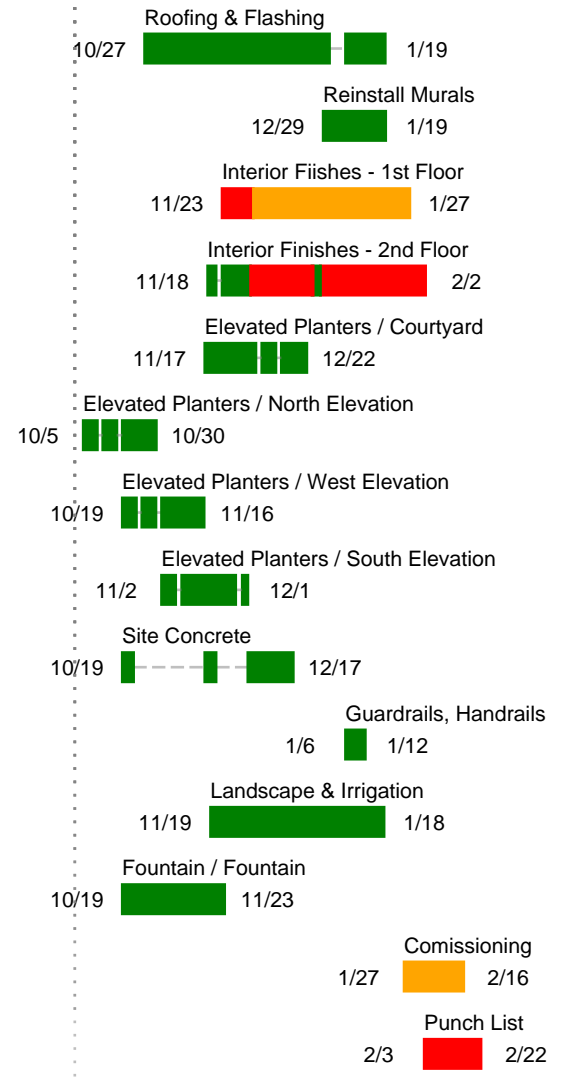 Roofing & Flashing
10/27 1/19
Reinstall Murals
12/29 1/19
Interior Fiishes - 1st Floor
11/23 1/27
Interior Finishes - 2nd Floor
11/18 2/2
Elevated Planters / Courtyard
11/17 12/22
Elevated Planters / North Elevation
10/5 10/30
Elevated Planters / West Elevation
10/19 11/16
Elevated Planters / South Elevation
11/2 12/1
Site Concrete
10/19 12/17
Guardrails, Handrails
1/6 1/12
Landscape & Irrigation
11/19 1/18
Fountain / Fountain
10/19 11/23
Comissioning
1/27 2/16
Punch List
2/3 2/22